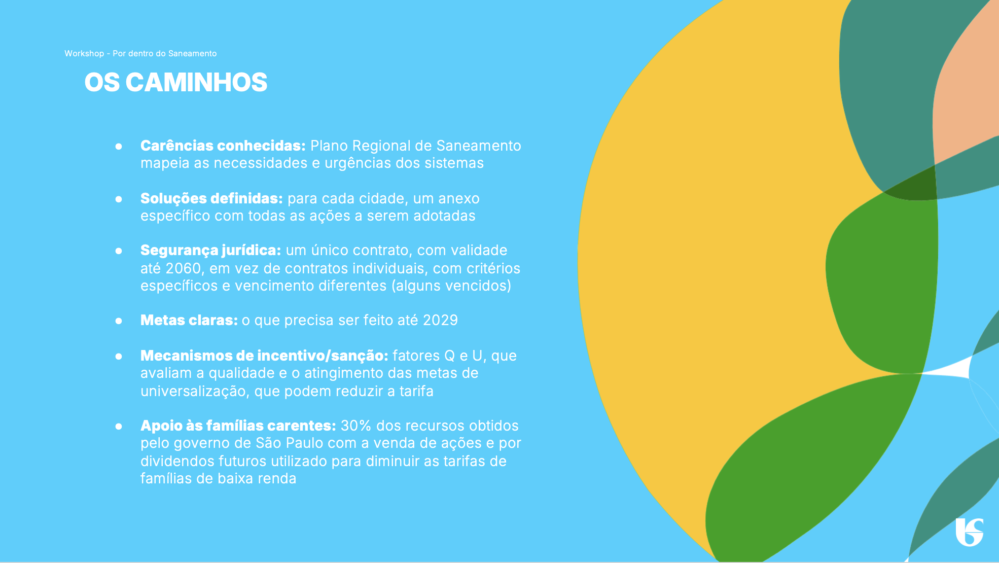 Workshop - Por dentro do Saneamento
OS CAMINHOS
● Carências conhecidas: Plano Regional de Saneamento
mapeia as necessidades e urgências dos sistemas
● Soluções definidas: para cada cidade, um anexo
específico com todas as ações a serem adotadas
● Segurança jurídica: um único contrato, com validade
até 2060, em vez de contratos individuais, com critérios
específicos e vencimento diferentes (alguns vencidos)
● Metas claras: o que precisa ser feito até 2029
● Mecanismos de incentivo/sanção: fatores Q e U, que
avaliam a qualidade e o atingimento das metas de
universalização, que podem reduzir a tarifa
● Apoio às famílias carentes: 30% dos recursos obtidos
pelo governo de São Paulo com a venda de ações e por
dividendos futuros utilizado para diminuir as tarifas de
famílias de baixa renda